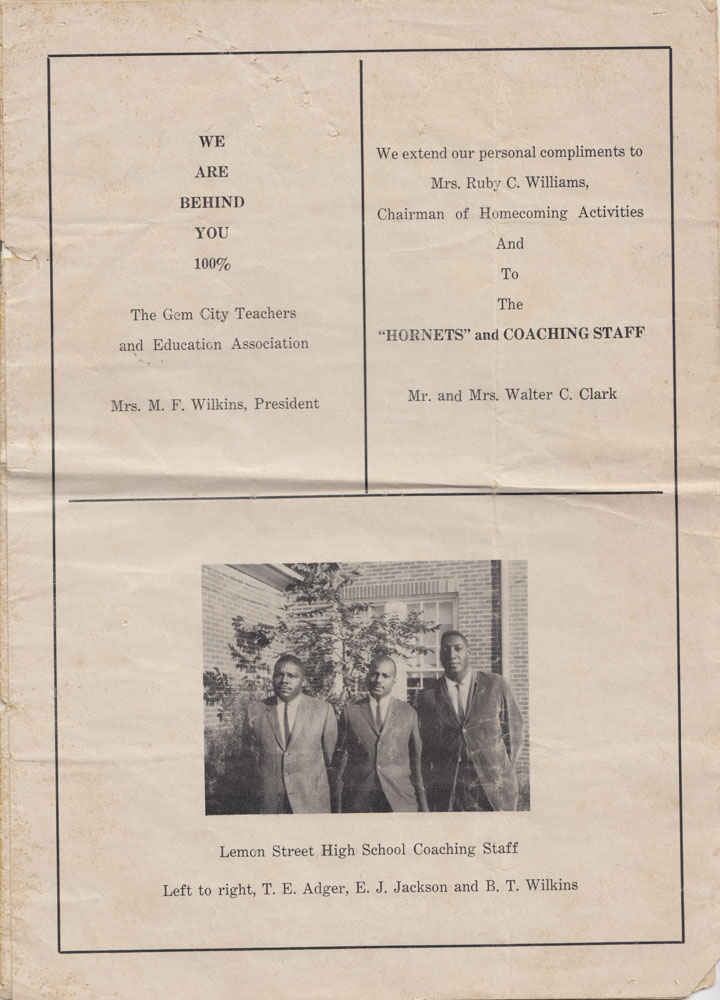 WE
ARE
BEHIND
YOU
100%
The Gem City Teachers
and Education Association
Mrs. M. F. Wilkins, President
We extend our personal compliments to
Mrs. Ruby C. Williams,
Chairman of Homecoming Activities
And
To
The
“HORNETS” and COACHING STAFF
Mr. and Mrs. Walter C. Clark
Lemon Street High School Coaching Staff
Left to right, T. E. Adger, E. J. Jackson and B. T. Wilkins